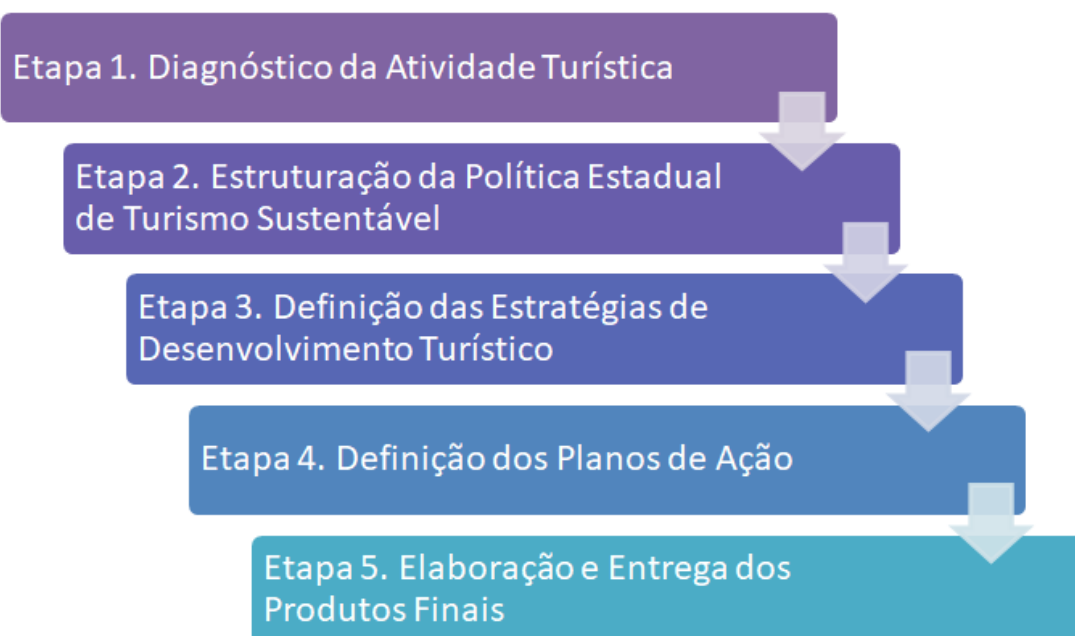 Etapa 1. Diagnóstico da Atividade Turística
Etapa 2. Estruturação da Política Estadual
de Turismo Sustentável
Etapa 3. Definição das Estratégias de
Desenvolvimento Turístico
Etapa 4. Definição dos Planos de Ação
Etapa 5. Elaboração e Entrega dos
Produtos Finais